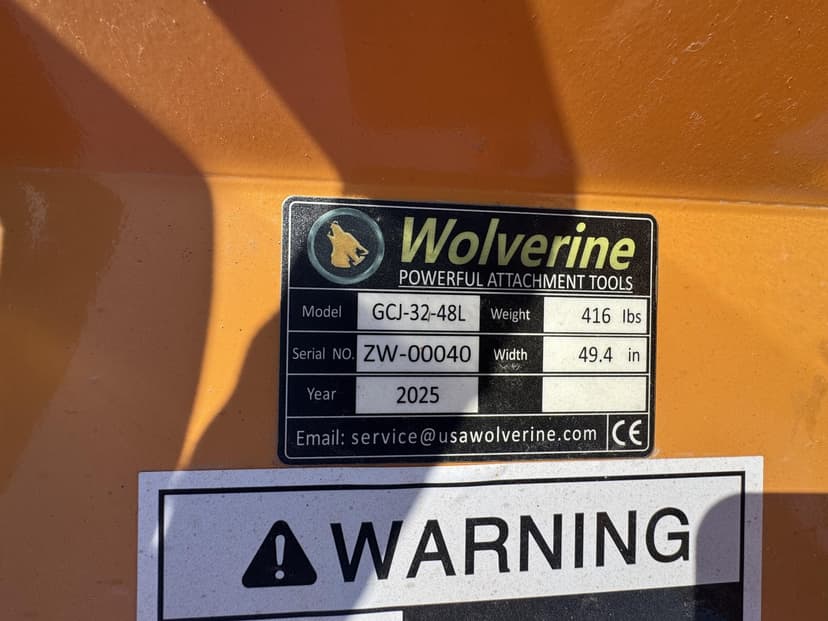 Wolverine
POWERFUL ATTACHMENT TOOLS
Model GCJ-32-48L Weight 416 lbs
Serial NO. ZW-00040 Width 49.4 in
Year 2025
Email: service@usawolverine.com CE
WARNING